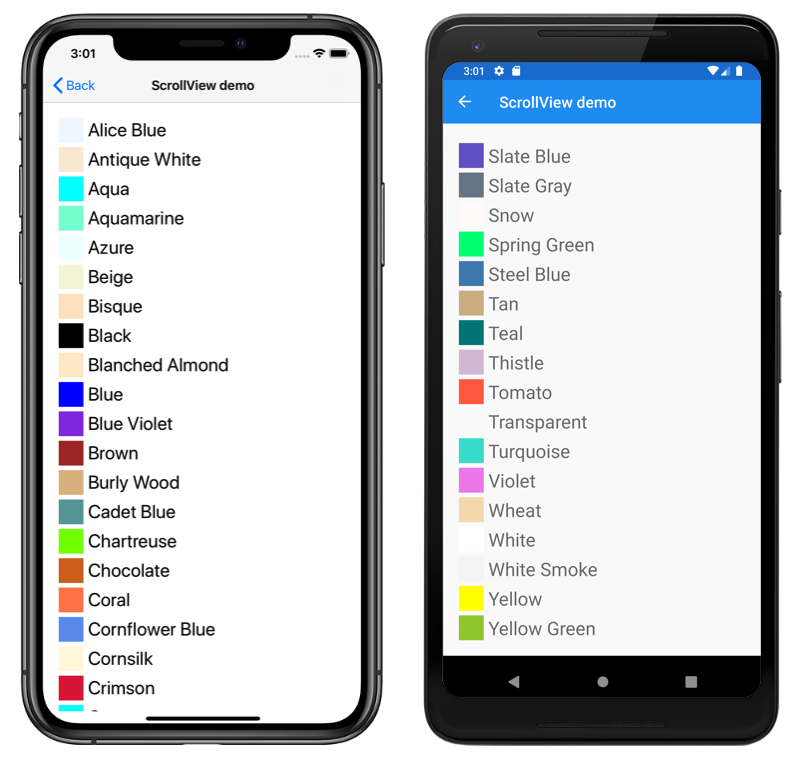 3:01
Back
ScrollView demo
Alice Blue
Antique White
Aqua
Aquamarine
Azure
Beige
Bisque
Black
Blanched Almond
Blue
Blue Violet
Brown
Burly Wood
Cadet Blue
Chartreuse
Chocolate
Coral
Cornflower Blue
Cornsilk
Crimson
3:01
ScrollView demo
Slate Blue
Slate Gray
Snow
Spring Green
Steel Blue
Tan
Teal
Thistle
Tomato
Transparent
Turquoise
Violet
Wheat
White
White Smoke
Yellow
Yellow Green